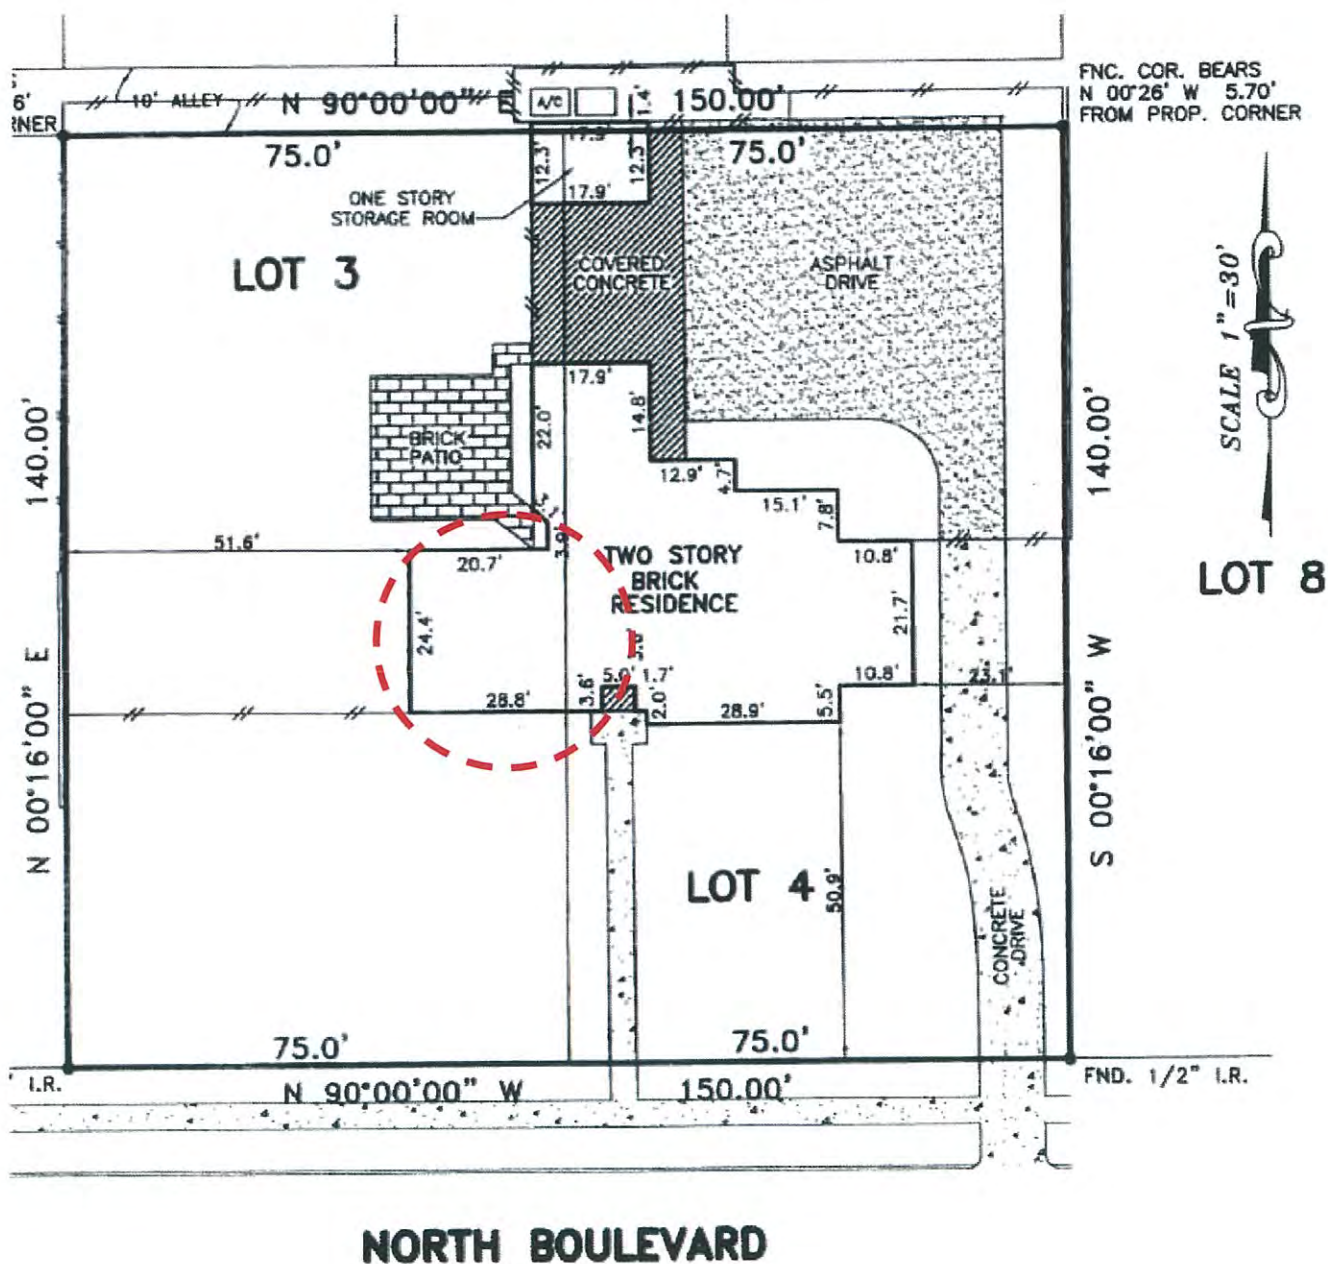 FNC. COR. BEARS
N 00°26' W 5.70'
FROM PROP. CORNER
6'
RNER
10' ALLEY
N 90°00'00"
A/C
1.4'
150.00'
75.0'
17.9'
75.0'
12.3'
12.3'
ONE STORY
STORAGE ROOM
17.9'
LOT 3
COVERED
CONCRETE
ASPHALT
DRIVE
SCALE 1"=30'
17.9'
140.00'
22.0'
14.8'
140.00'
BRICK
PATIO
12.9'
4.7'
15.1'
7.8'
51.6'
20.7'
3.9'
TWO STORY
BRICK
RESIDENCE
10.8'
LOT 8
24.4'
21.7'
N 00°16'00" E
S 00°16'00" W
5.0'
1.7'
10.8'
23.1'
28.8'
3.6'
2.0'
28.9'
5.5'
LOT 4
50.9'
CONCRETE
DRIVE
75.0'
75.0'
I.R.
N 90°00'00" W
150.00'
FND. 1/2" I.R.
NORTH BOULEVARD